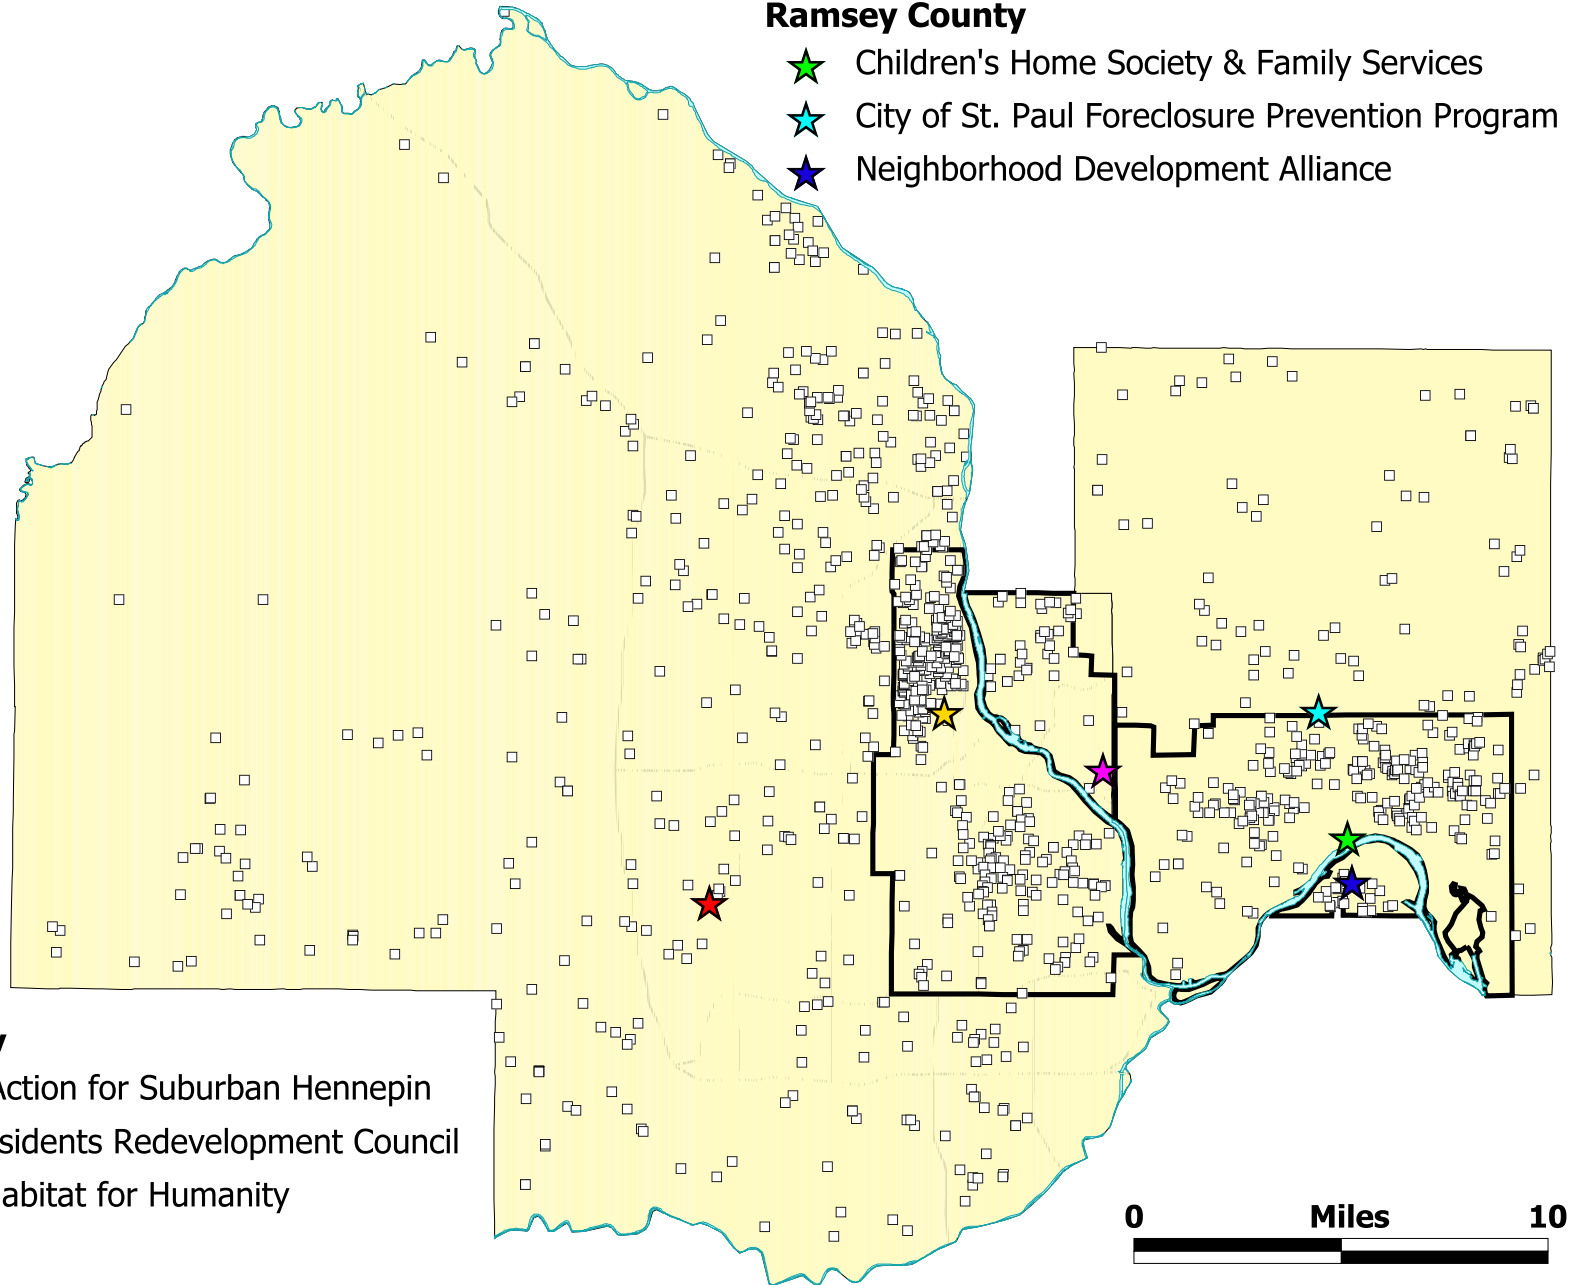 Ramsey County
Children's Home Society & Family Services
City of St. Paul Foreclosure Prevention Program
Neighborhood Development Alliance
y
Action for Suburban Hennepin
sidents Redevelopment Council
abitat for Humanity
0 Miles 10